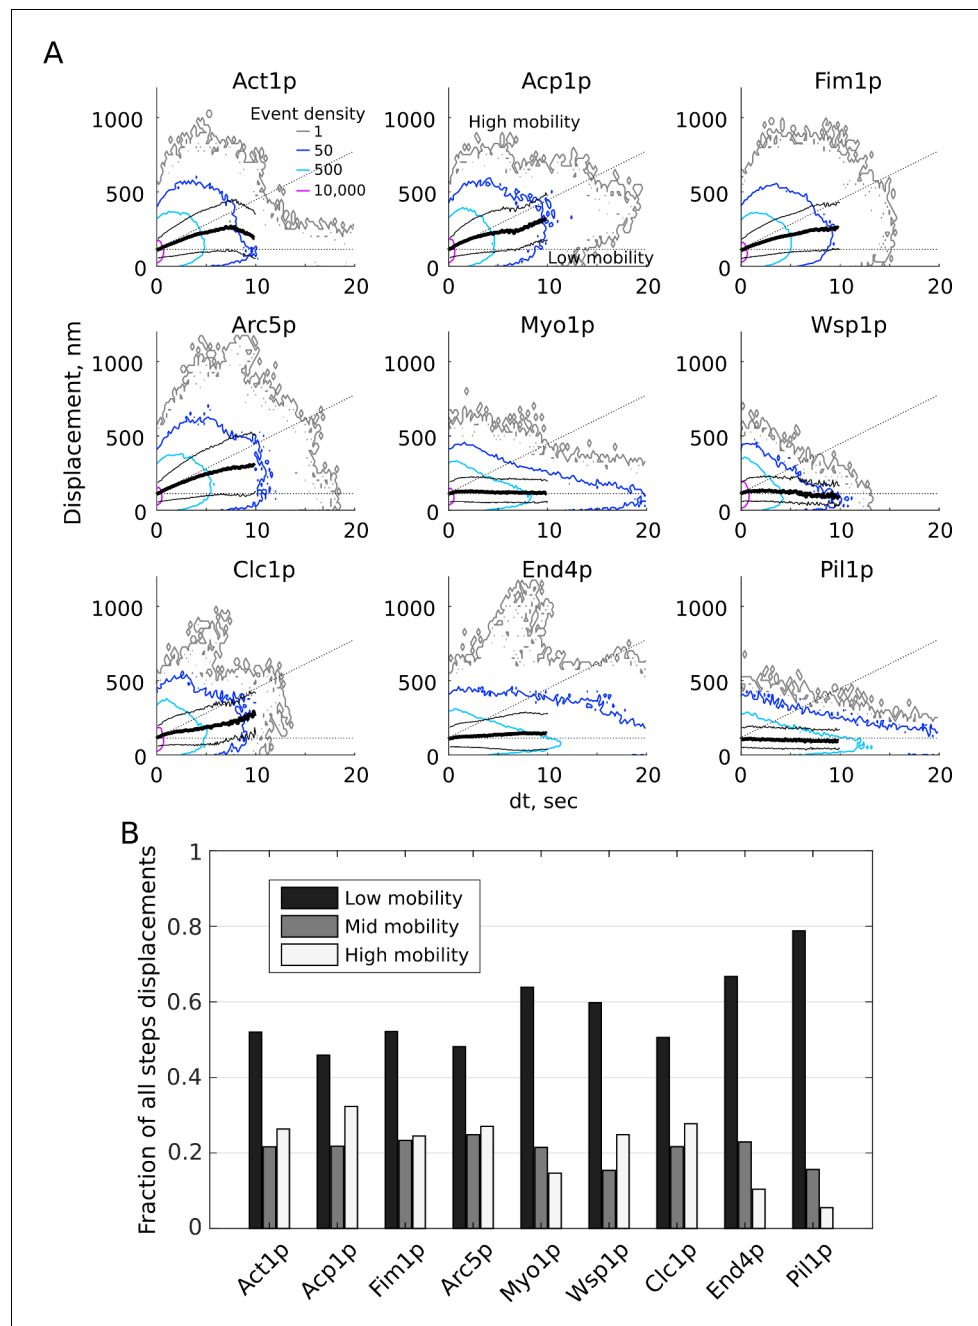 A
Act1p
Acp1p
Fim1p
Event density
1
50
500
10,000
High mobility
Low mobility
1000
500
0
0 10 20
1000
500
0
0 10 20
1000
500
0
0 10 20
Arc5p
Myo1p
Wsp1p
Displacement, nm
1000
500
0
0 10 20
1000
500
0
0 10 20
1000
500
0
0 10 20
Clc1p
End4p
Pil1p
1000
500
0
0 10 20
1000
500
0
0 10 20
1000
500
0
0 10 20
dt, sec
B
Fraction of all steps displacements
1
0.8
0.6
0.4
0.2
0
Low mobility
Mid mobility
High mobility
Act1p
Acp1p
Fim1p
Arc5p
Myo1p
Wsp1p
Clc1p
End4p
Pil1p